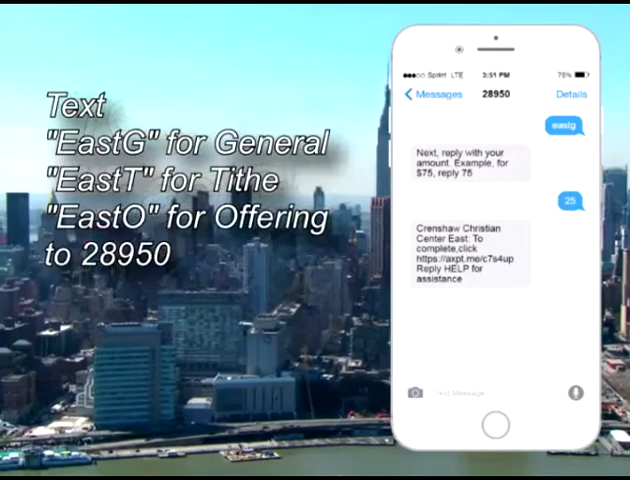 Text
"EastG" for General
"EastT" for Tithe
"EastO" for Offering
to 28950
Sprint LTE 3:51 PM 75%
Messages 28950 Details
eastg
Next, reply with your
amount. Example, for
$75, reply 75
25
Crenshaw Christian
Center East: To
complete,click
https://axpt.me/c7s4up
Reply HELP for
assistance
Text Message